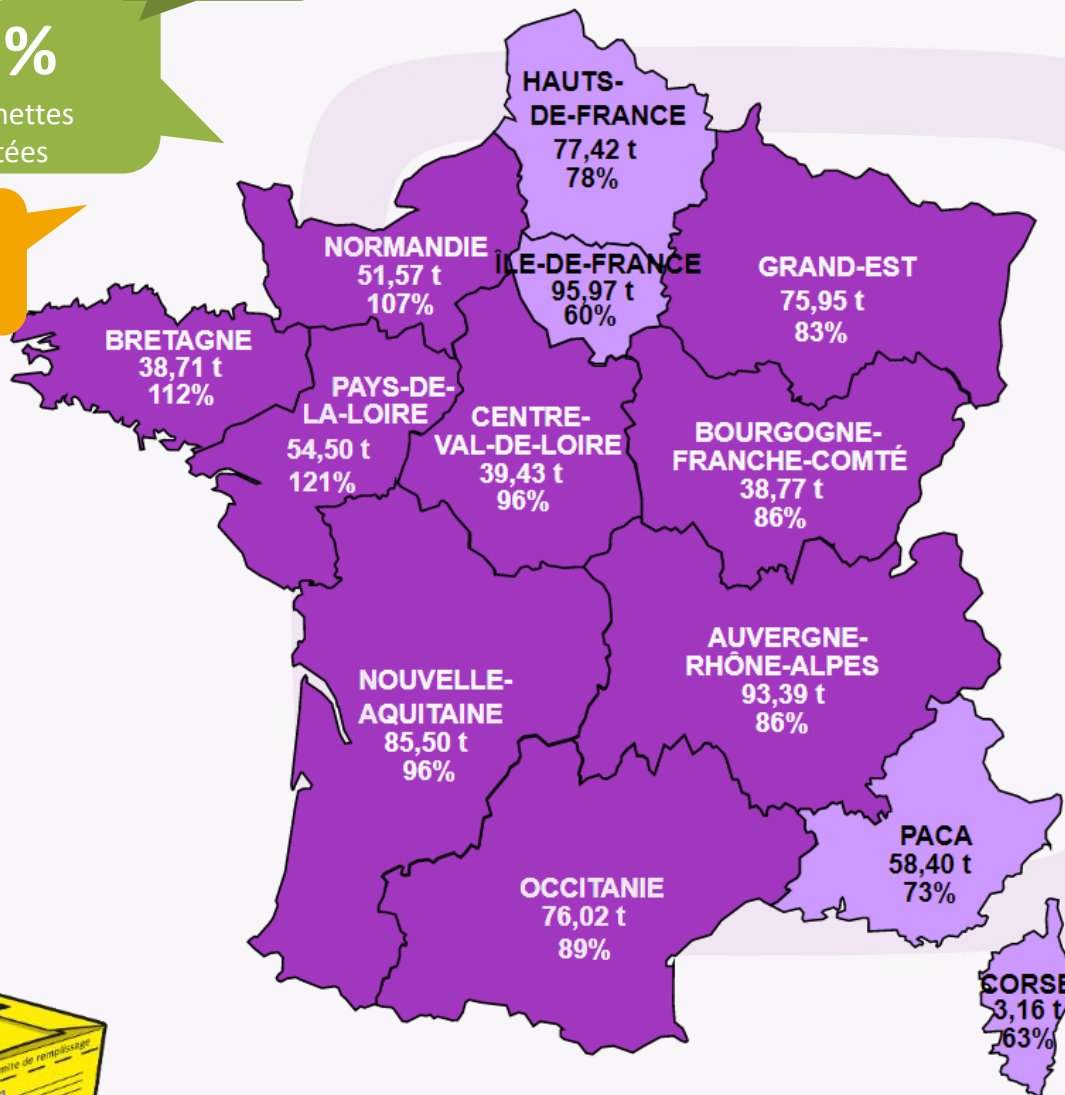 %
HAUTS-
DE-FRANCE
77,42 t
78%
NORMANDIE
51,57 t
107%
ÎLE-DE-FRANCE
95,97 t
60%
GRAND-EST
75,95 t
83%
BRETAGNE
38,71 t
112%
PAYS-DE-
LA-LOIRE
54,50 t
121%
CENTRE-
VAL-DE-LOIRE
39,43 t
96%
BOURGOGNE-
FRANCHE-COMTÉ
38,77 t
86%
NOUVELLE-
AQUITAINE
85,50 t
96%
AUVERGNE-
RHÔNE-ALPES
93,39 t
86%
OCCITANIE
76,02 t
89%
PACA
58,40 t
73%
CORSE
3,16 t
63%
de remplissage